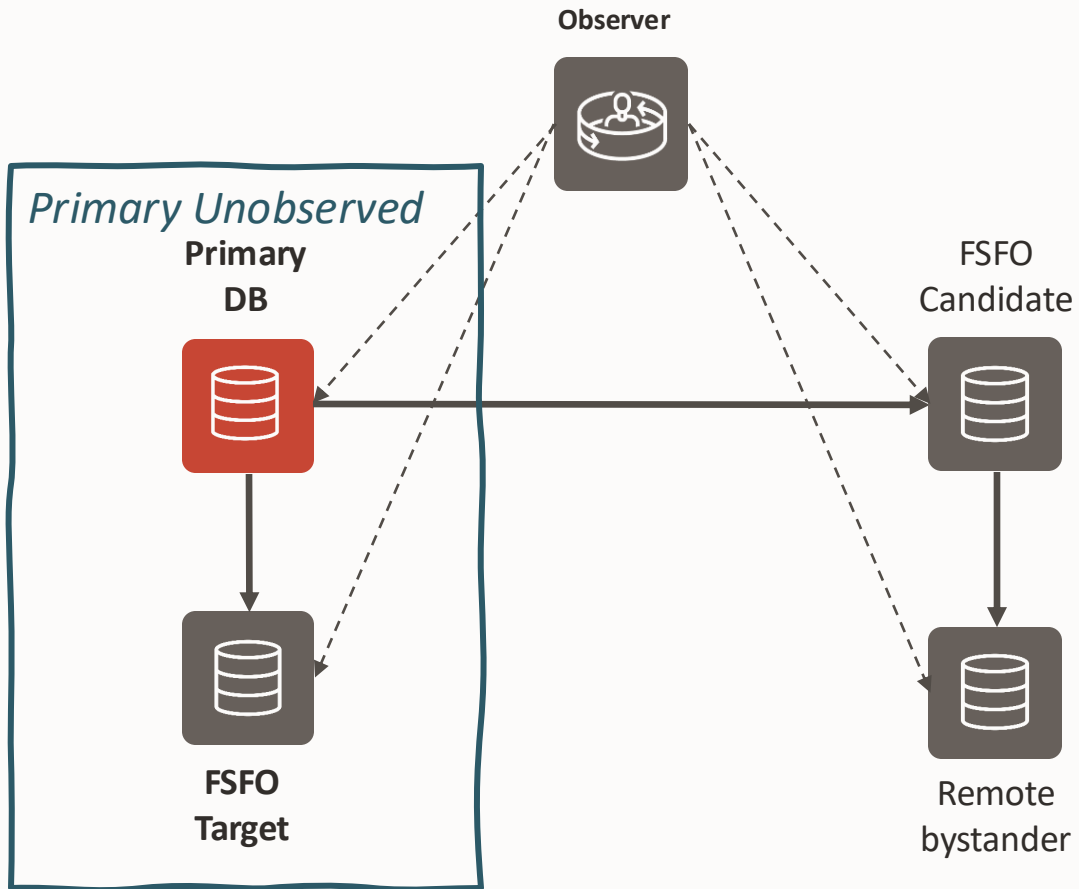 Observer
Primary Unobserved
Primary
DB
FSFO
Candidate
FSFO
Target
Remote
bystander